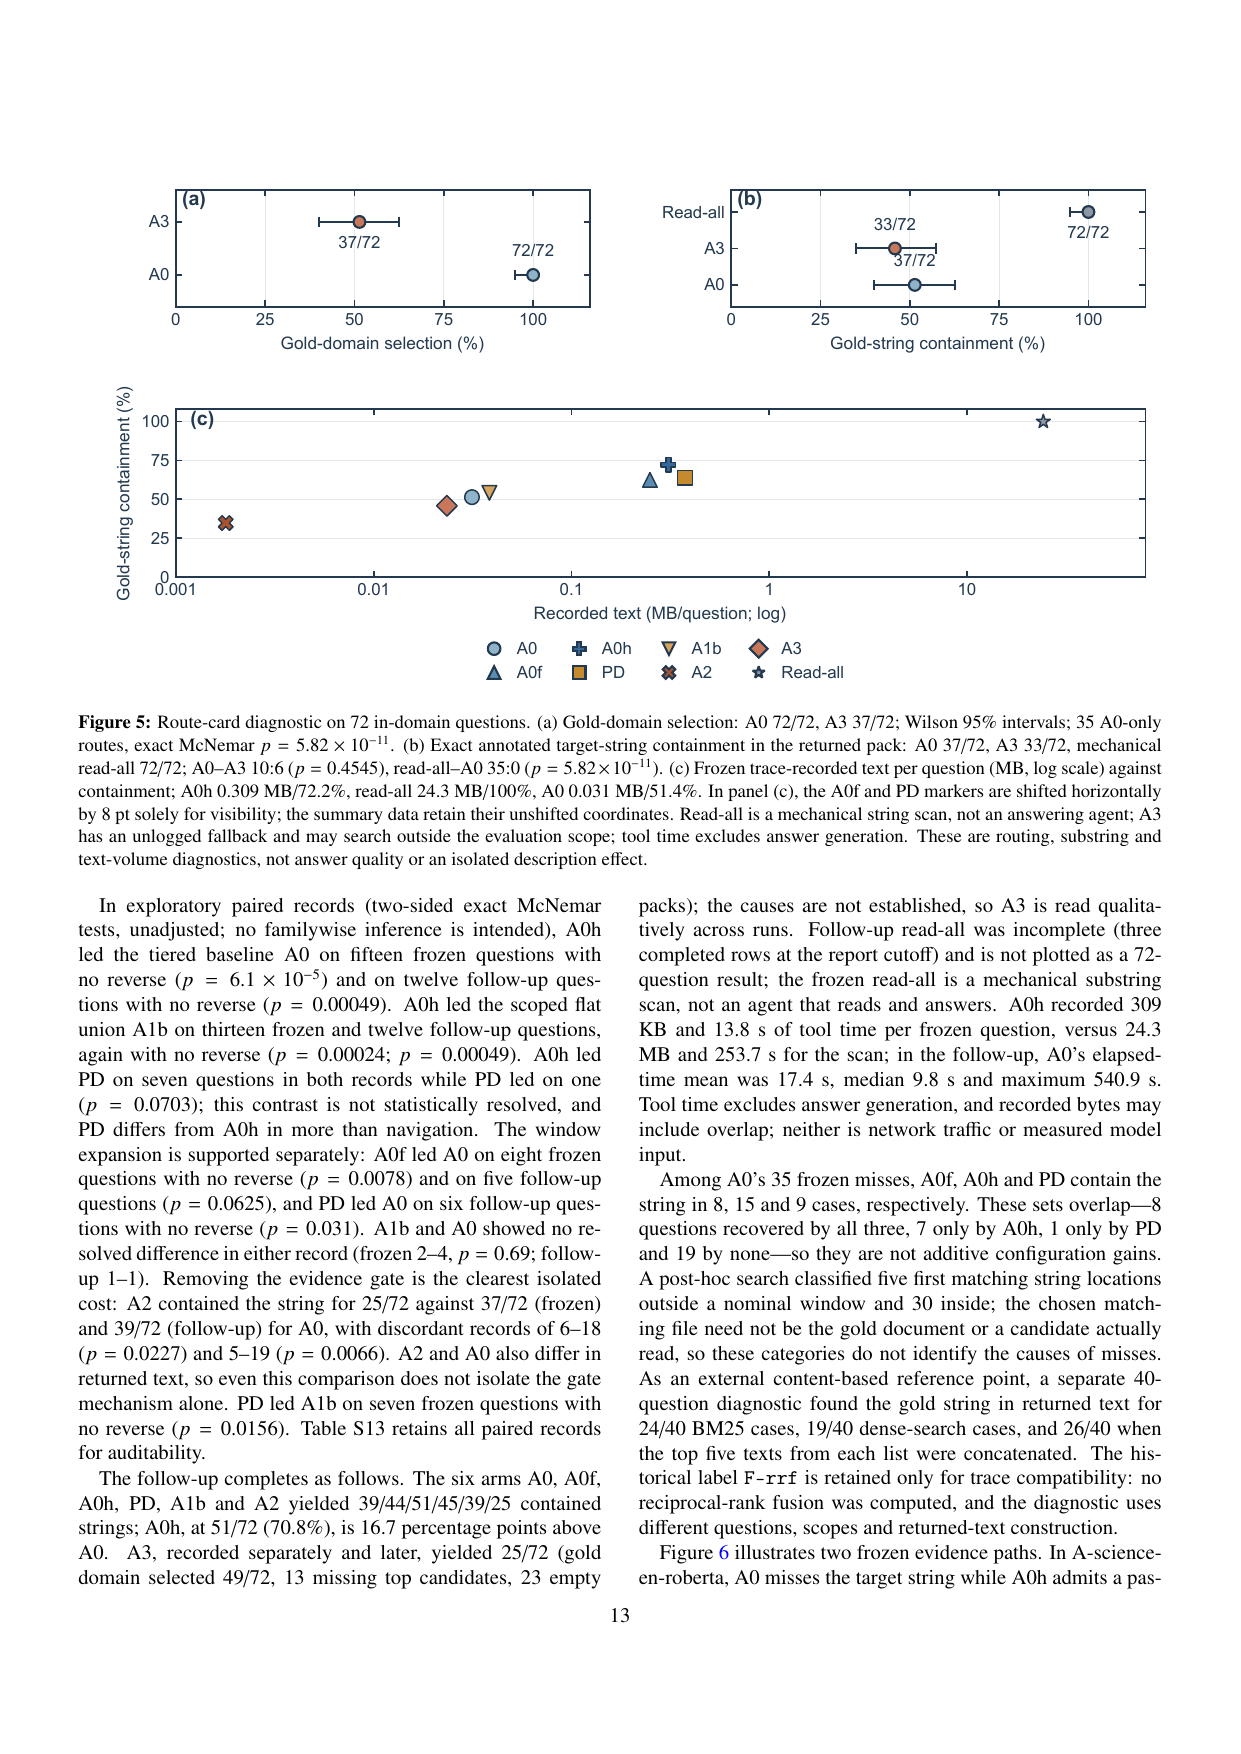 (a)
A3
37/72
72/72
A0
0 25 50 75 100
Gold-domain selection (%)
(b)
Read-all
72/72
33/72
A3
37/72
A0
0 25 50 75 100
Gold-string containment (%)
Gold-string containment (%)
(c)
100
75
50
25
0
0.001 0.01 0.1 1 10
Recorded text (MB/question; log)
A0 A0h A1b A3
A0f PD A2 Read-all
Figure 5: Route-card diagnostic on 72 in-domain questions. (a) Gold-domain selection: A0 72/72, A3 37/72; Wilson 95% intervals; 35 A0-only
routes, exact McNemar p = 5.82 × 10⁻¹¹. (b) Exact annotated target-string containment in the returned pack: A0 37/72, A3 33/72, mechanical
read-all 72/72; A0–A3 10:6 (p = 0.4545), read-all–A0 35:0 (p = 5.82×10⁻¹¹). (c) Frozen trace-recorded text per question (MB, log scale) against
containment; A0h 0.309 MB/72.2%, read-all 24.3 MB/100%, A0 0.031 MB/51.4%. In panel (c), the A0f and PD markers are shifted horizontally
by 8 pt solely for visibility; the summary data retain their unshifted coordinates. Read-all is a mechanical string scan, not an answering agent; A3
has an unlogged fallback and may search outside the evaluation scope; tool time excludes answer generation. These are routing, substring and
text-volume diagnostics, not answer quality or an isolated description effect.
In exploratory paired records (two-sided exact McNemar
tests, unadjusted; no familywise inference is intended), A0h
led the tiered baseline A0 on fifteen frozen questions with
no reverse (p = 6.1 × 10⁻⁵) and on twelve follow-up ques-
tions with no reverse (p = 0.00049). A0h led the scoped flat
union A1b on thirteen frozen and twelve follow-up questions,
again with no reverse (p = 0.00024; p = 0.00049). A0h led
PD on seven questions in both records while PD led on one
(p = 0.0703); this contrast is not statistically resolved, and
PD differs from A0h in more than navigation. The window
expansion is supported separately: A0f led A0 on eight frozen
questions with no reverse (p = 0.0078) and on five follow-up
questions (p = 0.0625), and PD led A0 on six follow-up ques-
tions with no reverse (p = 0.031). A1b and A0 showed no re-
solved difference in either record (frozen 2–4, p = 0.69; follow-
up 1–1). Removing the evidence gate is the clearest isolated
cost: A2 contained the string for 25/72 against 37/72 (frozen)
and 39/72 (follow-up) for A0, with discordant records of 6–18
(p = 0.0227) and 5–19 (p = 0.0066). A2 and A0 also differ in
returned text, so even this comparison does not isolate the gate
mechanism alone. PD led A1b on seven frozen questions with
no reverse (p = 0.0156). Table S13 retains all paired records
for auditability.
The follow-up completes as follows. The six arms A0, A0f,
A0h, PD, A1b and A2 yielded 39/44/51/45/39/25 contained
strings; A0h, at 51/72 (70.8%), is 16.7 percentage points above
A0. A3, recorded separately and later, yielded 25/72 (gold
domain selected 49/72, 13 missing top candidates, 23 empty
packs); the causes are not established, so A3 is read qualita-
tively across runs. Follow-up read-all was incomplete (three
completed rows at the report cutoff) and is not plotted as a 72-
question result; the frozen read-all is a mechanical substring
scan, not an agent that reads and answers. A0h recorded 309
KB and 13.8 s of tool time per frozen question, versus 24.3
MB and 253.7 s for the scan; in the follow-up, A0's elapsed-
time mean was 17.4 s, median 9.8 s and maximum 540.9 s.
Tool time excludes answer generation, and recorded bytes may
include overlap; neither is network traffic or measured model
input.
Among A0's 35 frozen misses, A0f, A0h and PD contain the
string in 8, 15 and 9 cases, respectively. These sets overlap—8
questions recovered by all three, 7 only by A0h, 1 only by PD
and 19 by none—so they are not additive configuration gains.
A post-hoc search classified five first matching string locations
outside a nominal window and 30 inside; the chosen match-
ing file need not be the gold document or a candidate actually
read, so these categories do not identify the causes of misses.
As an external content-based reference point, a separate 40-
question diagnostic found the gold string in returned text for
24/40 BM25 cases, 19/40 dense-search cases, and 26/40 when
the top five texts from each list were concatenated. The his-
torical label F-rrf is retained only for trace compatibility: no
reciprocal-rank fusion was computed, and the diagnostic uses
different questions, scopes and returned-text construction.
Figure 6 illustrates two frozen evidence paths. In A-science-
en-roberta, A0 misses the target string while A0h admits a pas-
13